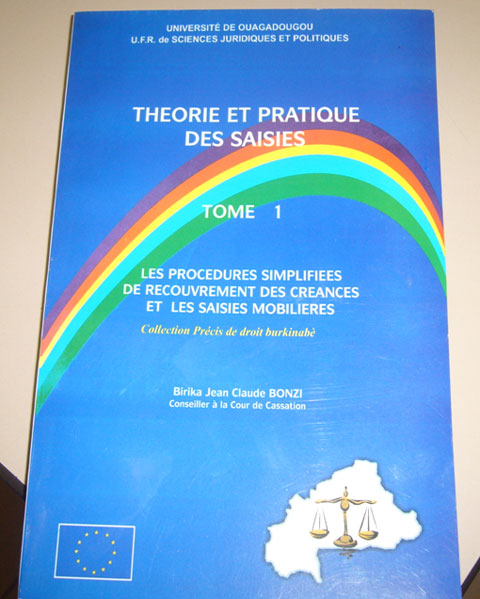 UNIVERSITÉ DE OUAGADOUGOU
U.F.R. de SCIENCES JURIDIQUES ET POLITIQUES
THEORIE ET PRATIQUE
DES SAISIES
TOME 1
LES PROCEDURES SIMPLIFIEES
DE RECOUVREMENT DES CREANCES
ET LES SAISIES MOBILIERES
Collection Précis de droit burkinabè
Birika Jean Claude BONZI
Conseiller à la Cour de Cassation